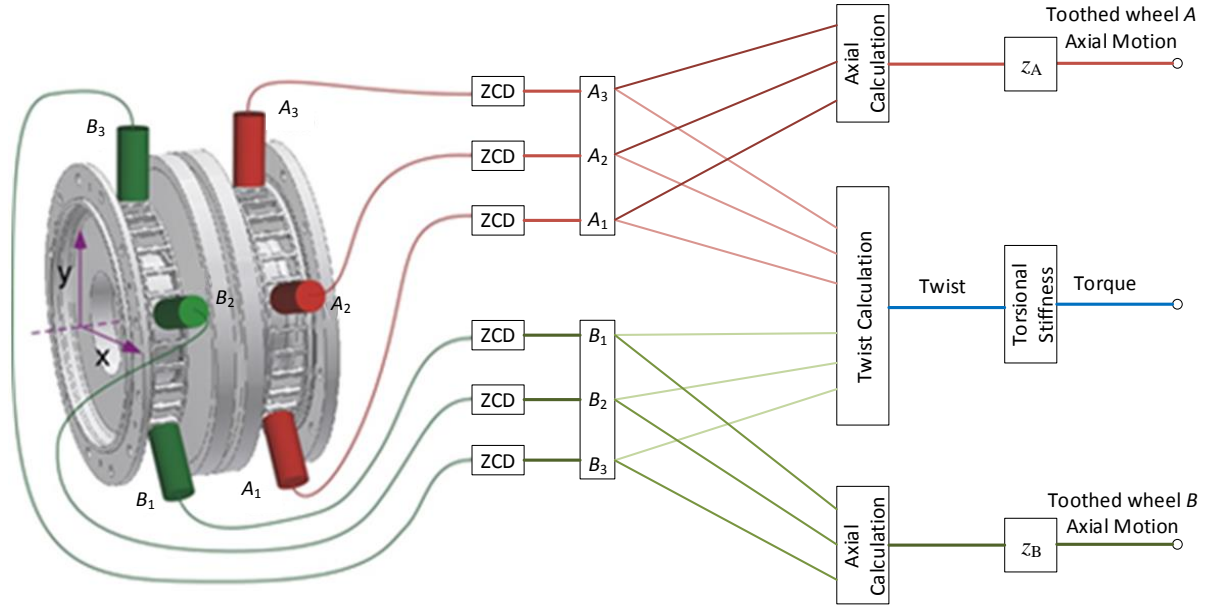 Toothed wheel A
Axial Motion
Axial
Calculation
zA
ZCD
A3
A3
B3
ZCD
A2
ZCD
A1
y
x
B2
A2
Twist Calculation
Twist
Torsional
Stiffness
Torque
ZCD
B1
ZCD
B2
ZCD
B3
B1
A1
Axial
Calculation
zB
Toothed wheel B
Axial Motion